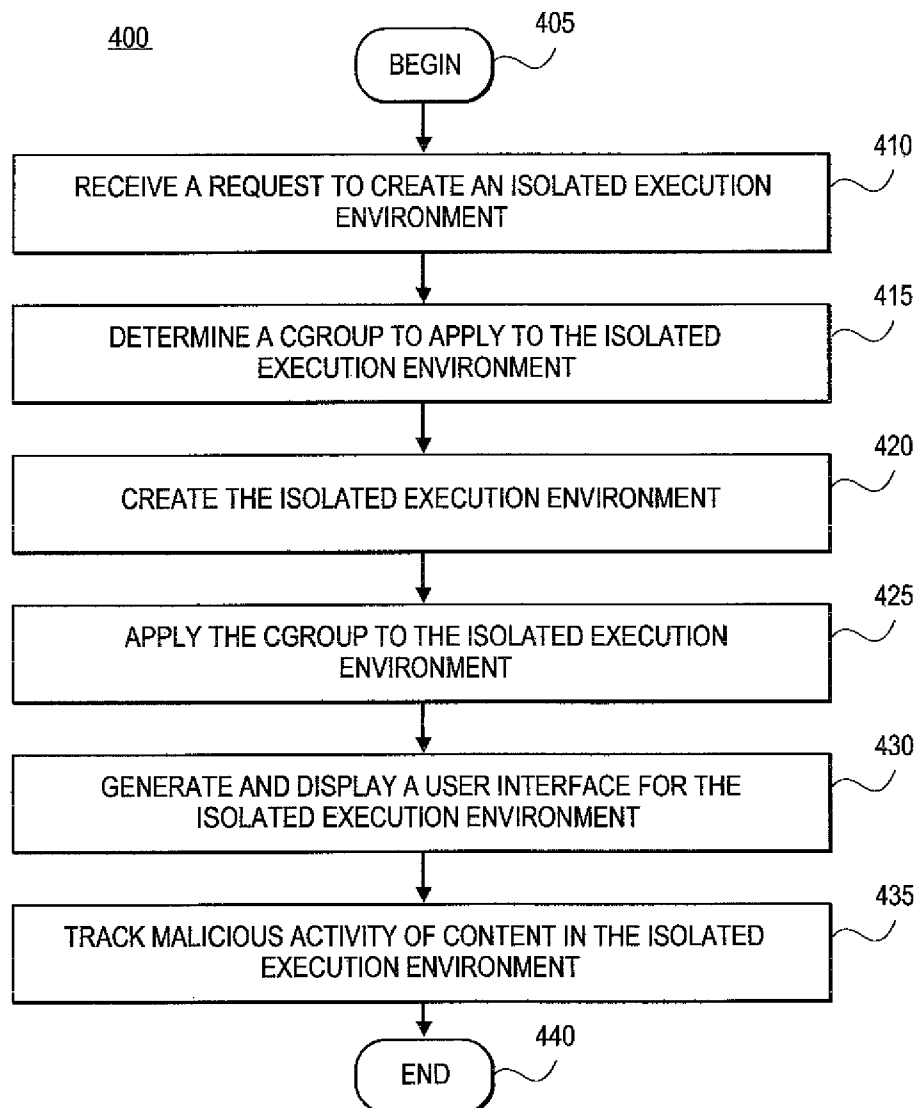 400
405
BEGIN
410
RECEIVE A REQUEST TO CREATE AN ISOLATED EXECUTION
ENVIRONMENT
415
DETERMINE A CGROUP TO APPLY TO THE ISOLATED
EXECUTION ENVIRONMENT
420
CREATE THE ISOLATED EXECUTION ENVIRONMENT
425
APPLY THE CGROUP TO THE ISOLATED EXECUTION
ENVIRONMENT
430
GENERATE AND DISPLAY A USER INTERFACE FOR THE
ISOLATED EXECUTION ENVIRONMENT
435
TRACK MALICIOUS ACTIVITY OF CONTENT IN THE ISOLATED
EXECUTION ENVIRONMENT
440
END